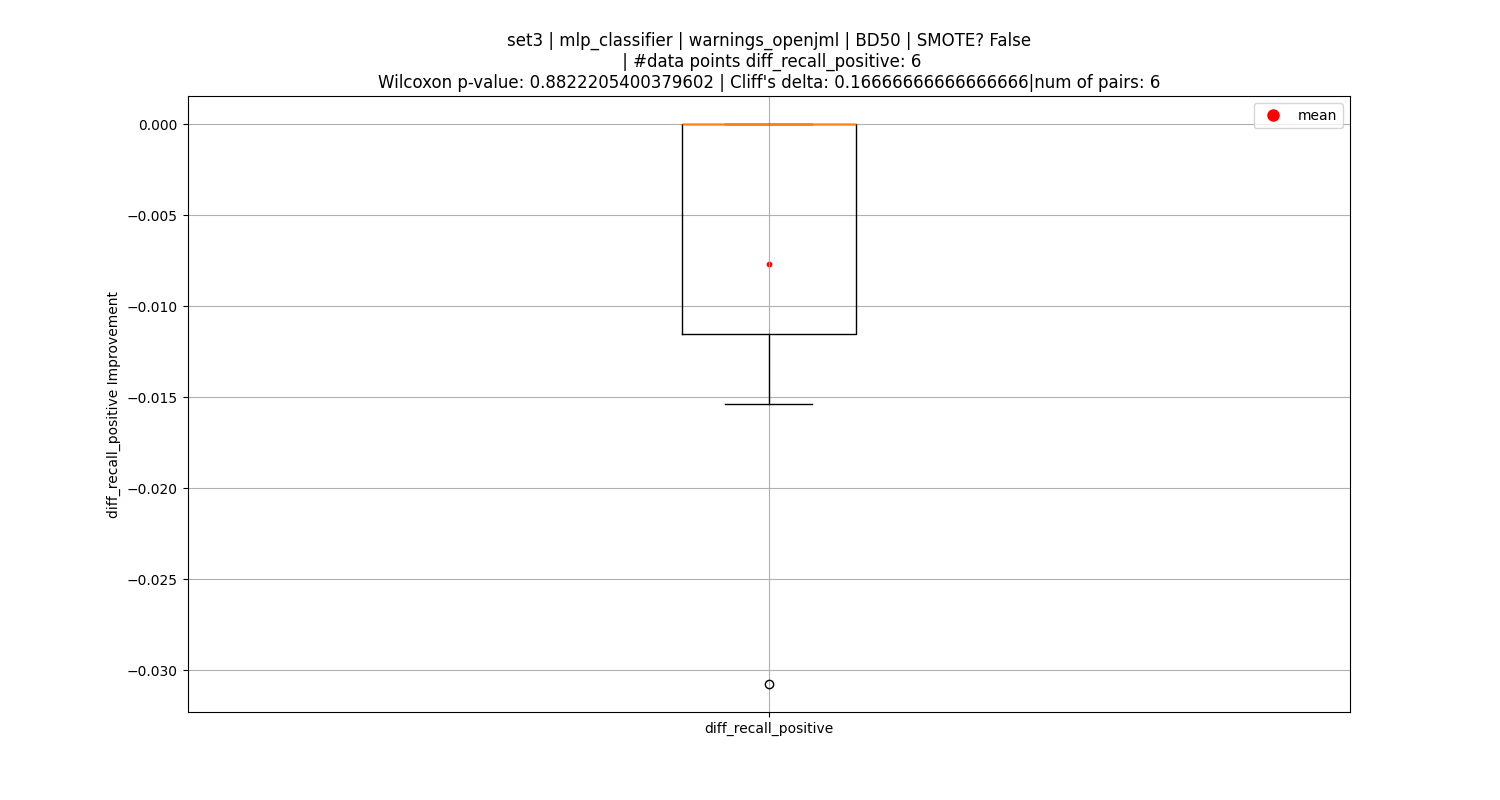 set3 | mlp_classifier | warnings_openjml | BD50 | SMOTE? False
| #data points diff_recall_positive: 6
Wilcoxon p-value: 0.8822205400379602 | Cliff's delta: 0.16666666666666666|num of pairs: 6
mean
0.000
−0.005
−0.010
−0.015
−0.020
−0.025
−0.030
diff_recall_positive Improvement
diff_recall_positive